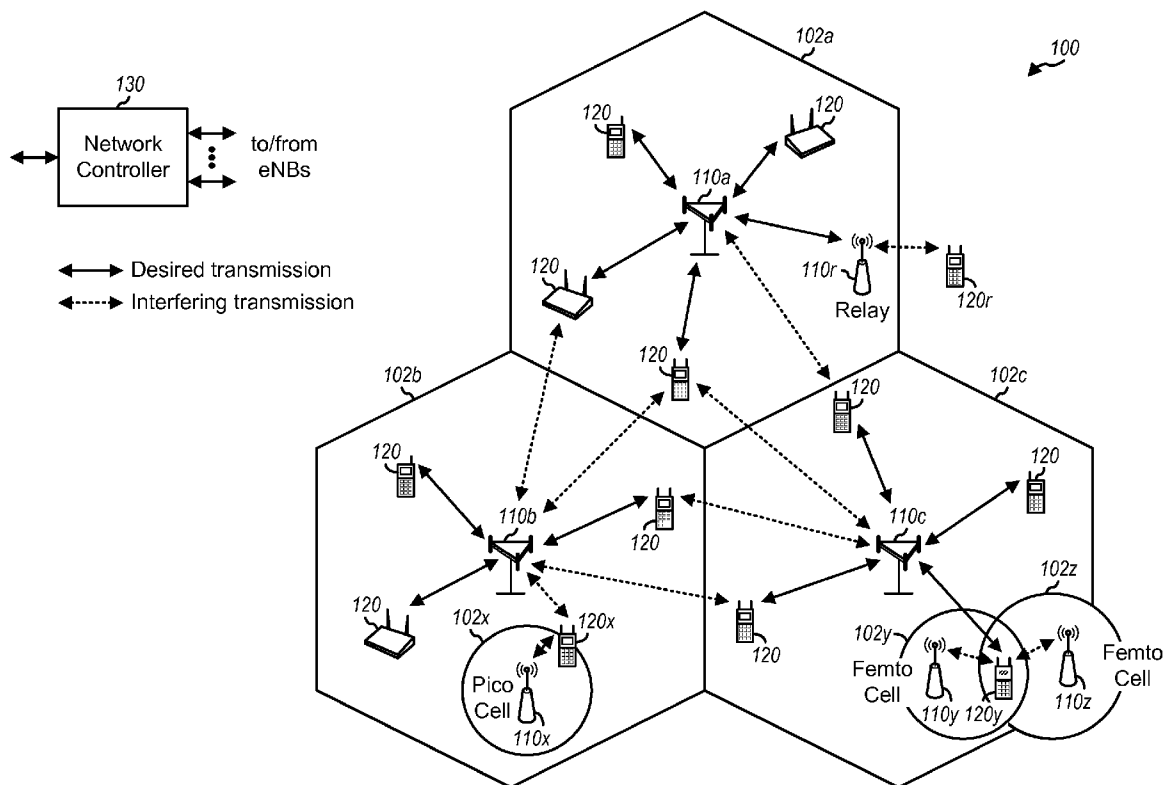 102a
100
130
Network
Controller
to/from
eNBs
120
120
110a
Desired transmission
Interfering transmission
120
110r
Relay
120r
102b
120
120
102c
120
120
110b
120
110c
120
120
102x
120x
120
102z
102y
Pico
Cell
Femto
Cell
Femto
Cell
110x
110y
120y
110z